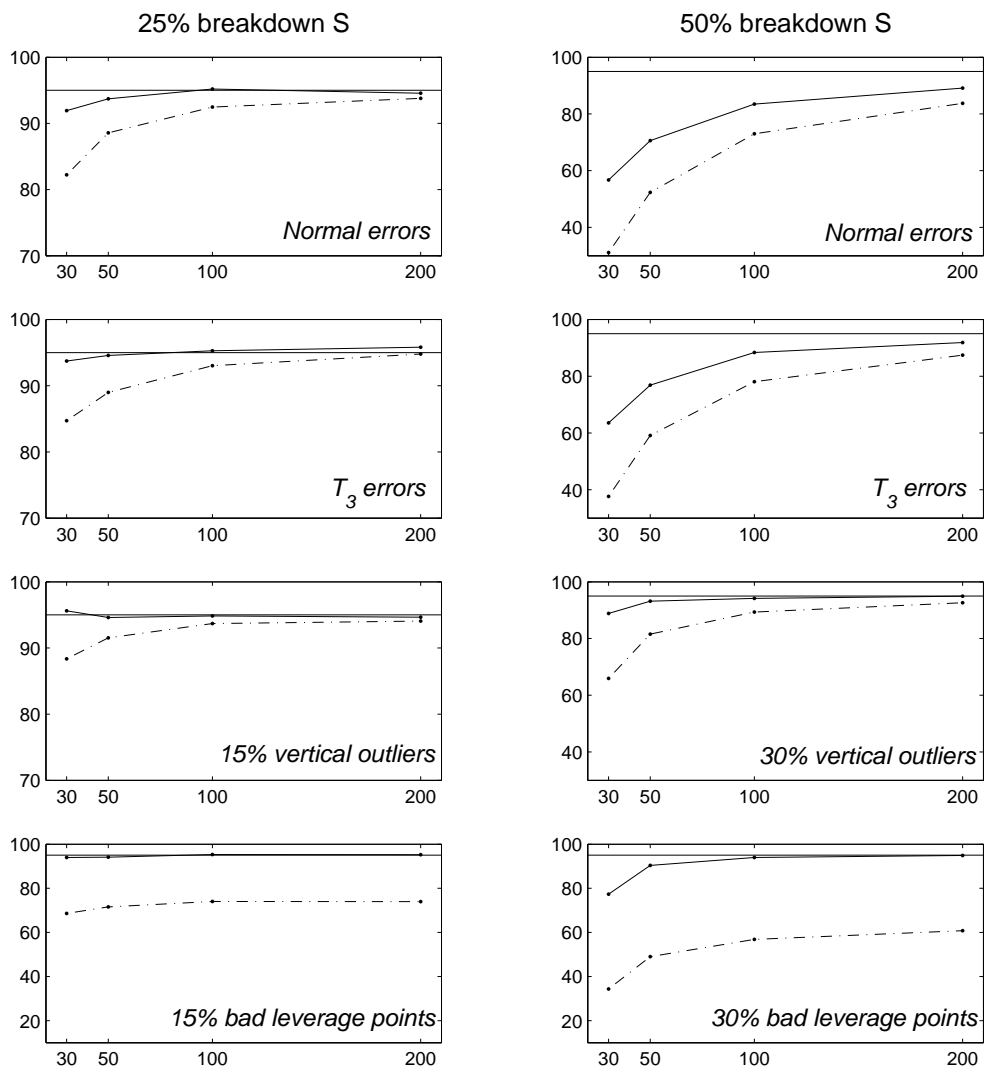 25% breakdown S
100
90
80
70
30 50 100 200
Normal errors
50% breakdown S
100
80
60
40
30 50 100 200
Normal errors
100
90
80
70
30 50 100 200
T3 errors
100
80
60
40
30 50 100 200
T3 errors
100
90
80
70
30 50 100 200
15% vertical outliers
100
80
60
40
30 50 100 200
30% vertical outliers
100
80
60
40
20
30 50 100 200
15% bad leverage points
100
80
60
40
20
30 50 100 200
30% bad leverage points